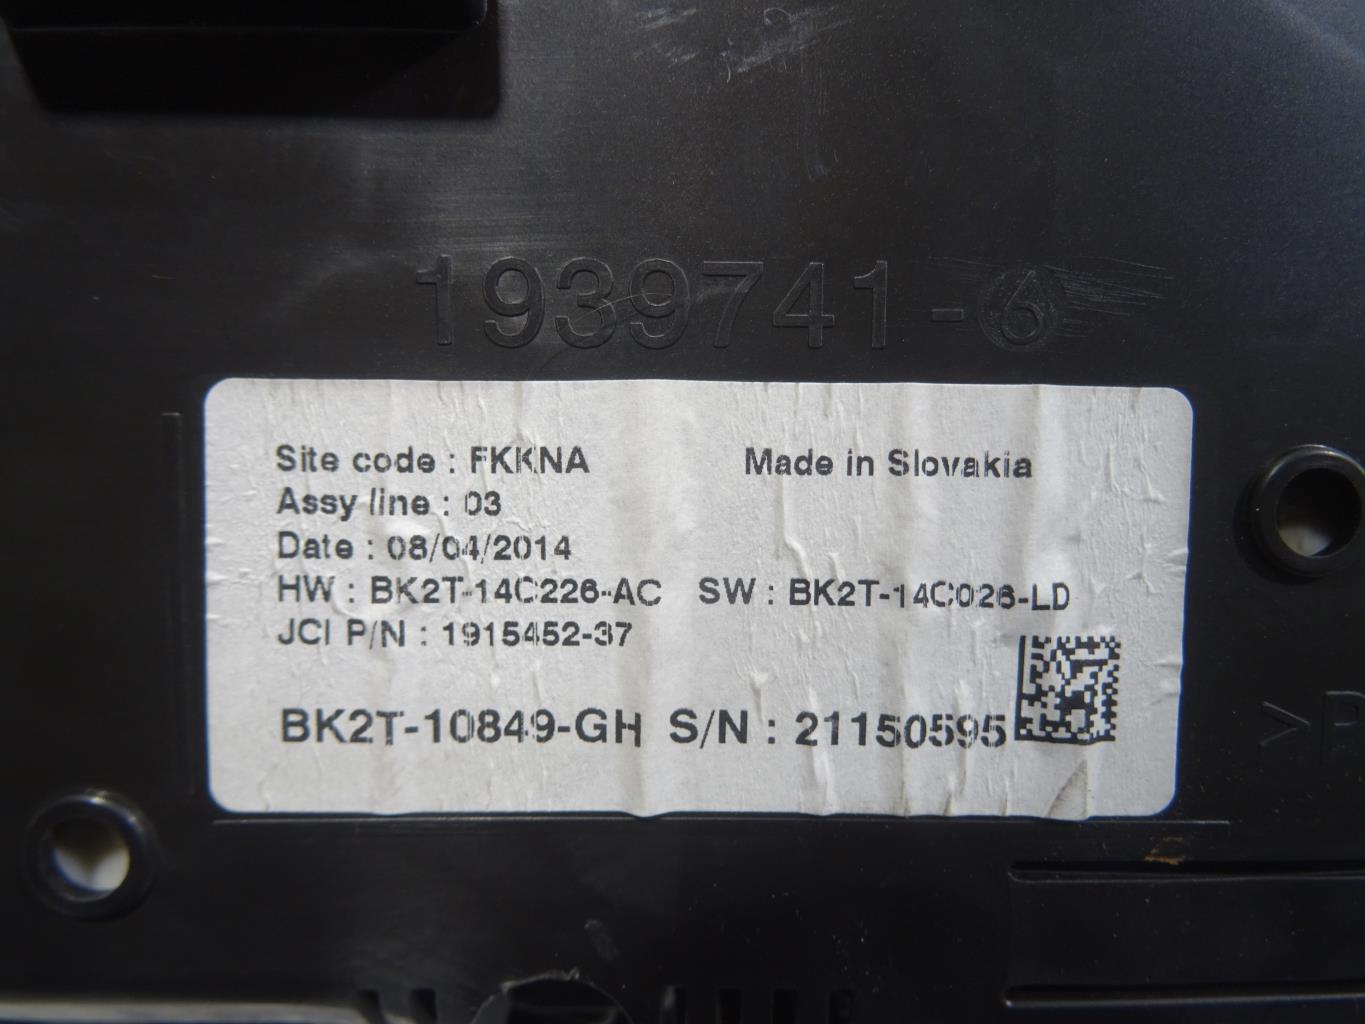 1939741-6
Site code : FKKNA Made in Slovakia
Assy line : 03
Date : 08/04/2014
HW : BK2T-14C226-AC SW : BK2T-14C026-LD
JCI P/N : 1915452-37
BK2T-10849-GH S/N : 21150595
>P